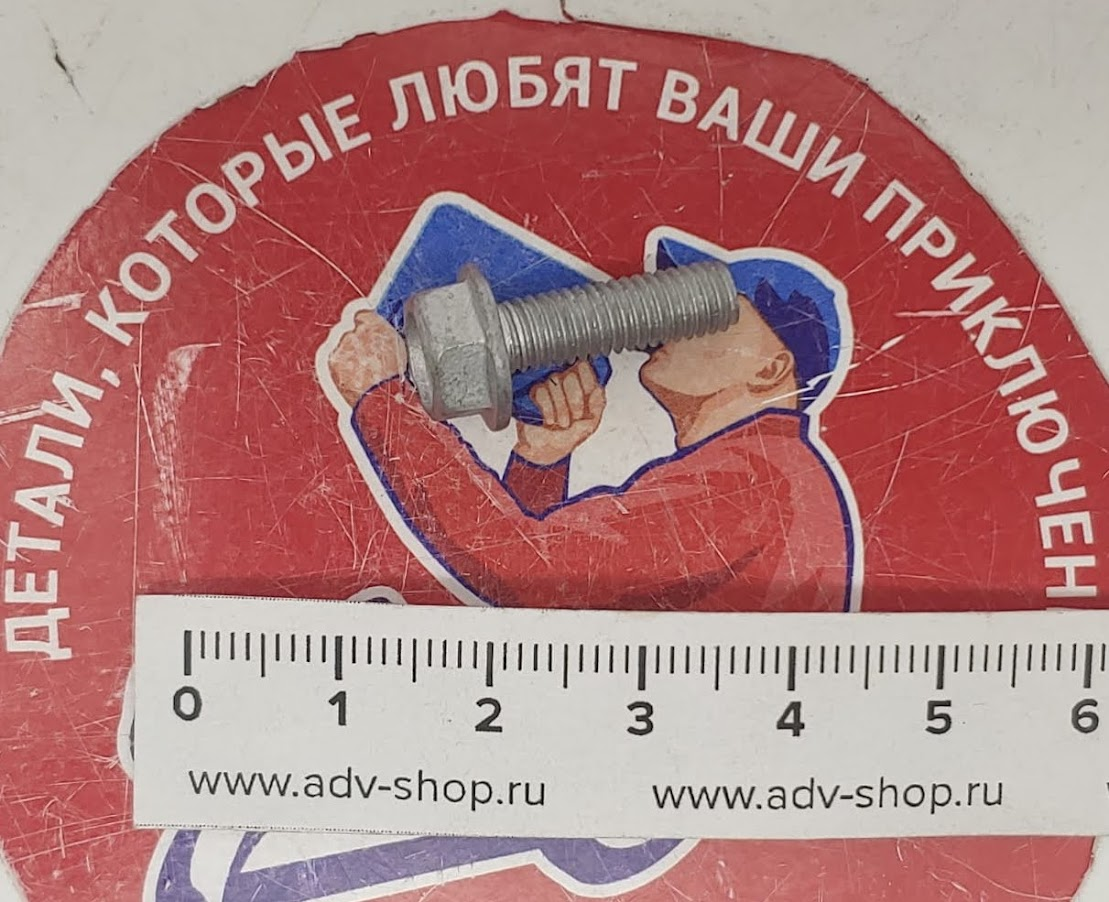 ДЕТАЛИ, КОТОРЫЕ ЛЮБЯТ ВАШИ ПРИКЛЮЧЕН
0 1 2 3 4 5 6
www.adv-shop.ru www.adv-shop.ru